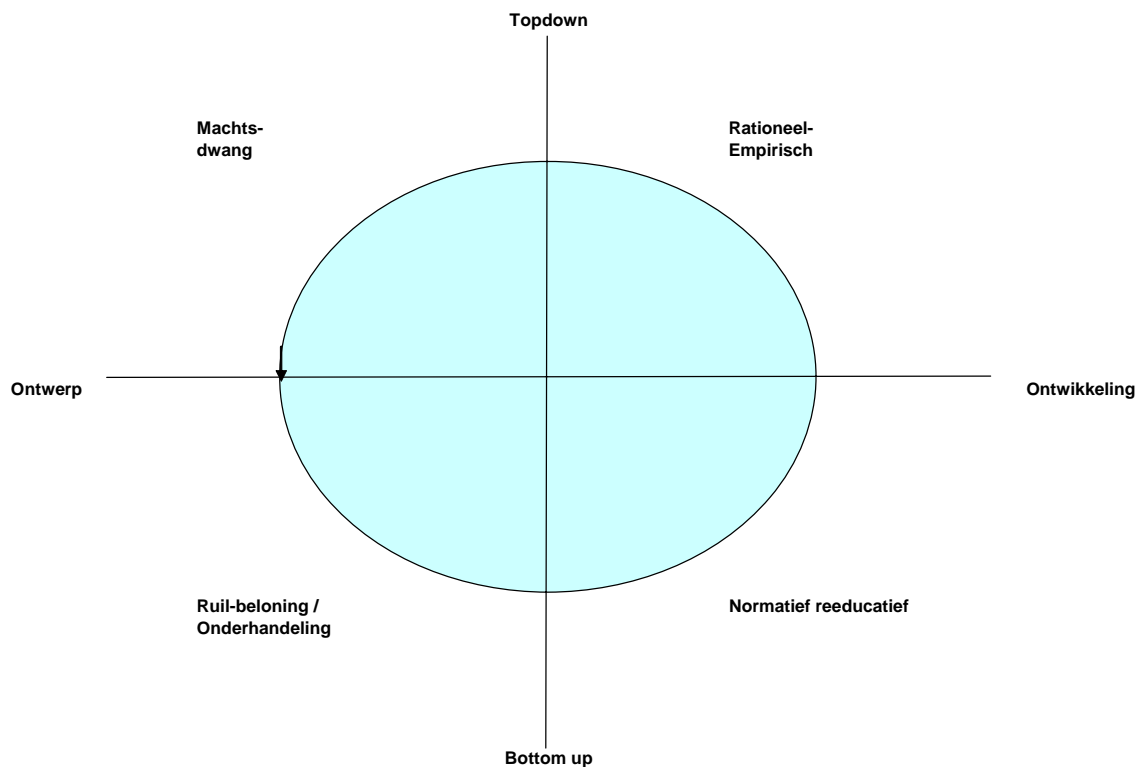 Topdown
Machts-
dwang
Rationeel-
Empirisch
Ontwerp
Ontwikkeling
Ruil-beloning /
Onderhandeling
Normatief reeducatief
Bottom up